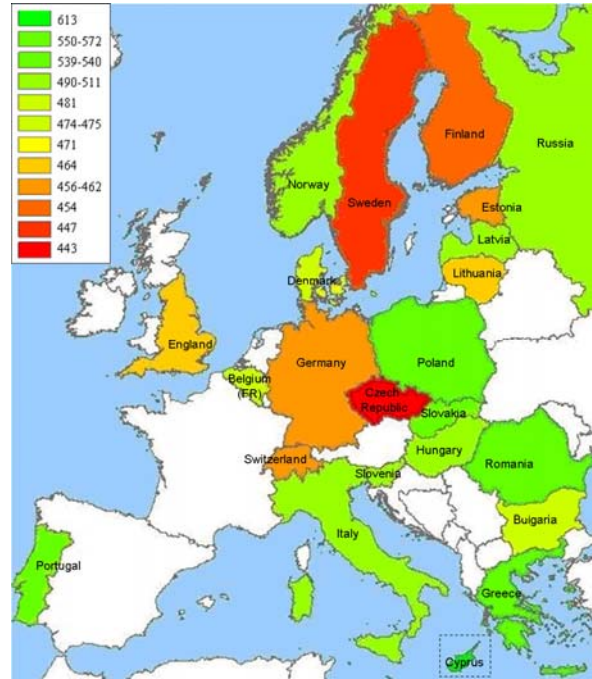 613
550-572
539-540
490-511
481
474-475
471
464
456-462
454
447
443
Finland
Russia
Norway
Sweden
Estonia
Latvia
Denmark
Lithuania
England
Germany
Poland
Belgium
(FR)
Czech
Republic
Slovakia
Switzerland
Hungary
Slovenia
Romania
Bulgaria
Italy
Portugal
Greece
Cyprus